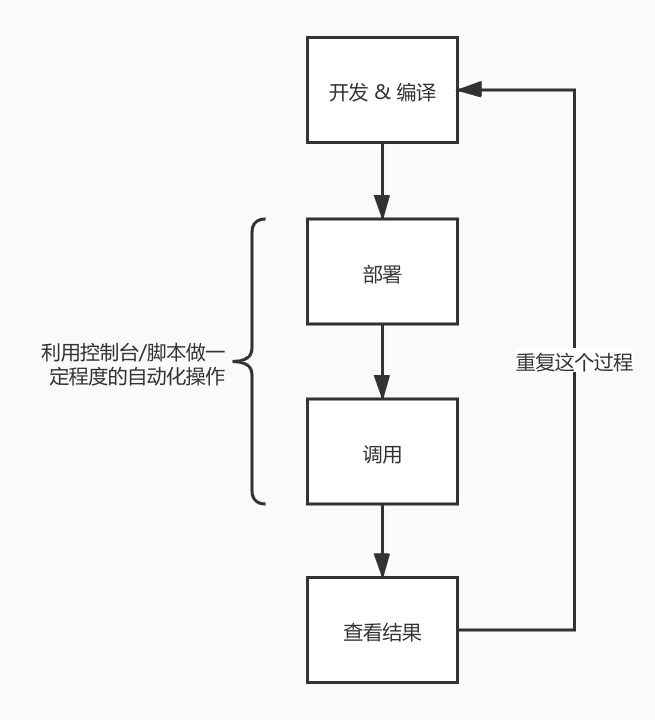 开发 & 编译
部署
利用控制台/脚本做一
定程度的自动化操作
重复这个过程
调用
查看结果